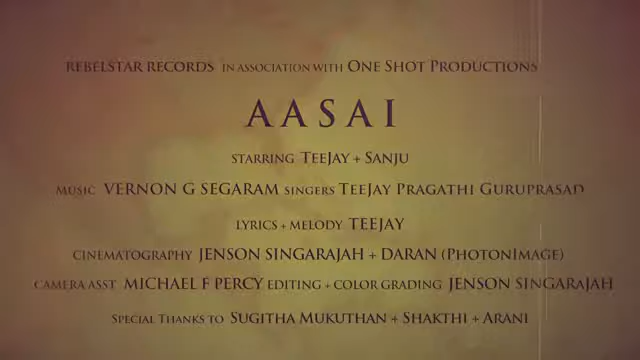 REBELSTAR RECORDS IN ASSOCIATION WITH ONE SHOT PRODUCTIONS
AASAI
STARRING TEEJAY + SANJU
MUSIC VERNON G SEGARAM SINGERS TEEJAY PRAGATHI GURUPRASAD
LYRICS + MELODY TEEJAY
CINEMATOGRAPHY JENSON SINGARAJAH + DARAN (PHOTONIMAGE)
CAMERA ASST MICHAEL F PERCY EDITING + COLOR GRADING JENSON SINGARAJAH
SPECIAL THANKS TO SUGITHA MUKUTHAN + SHAKTHI + ARANI